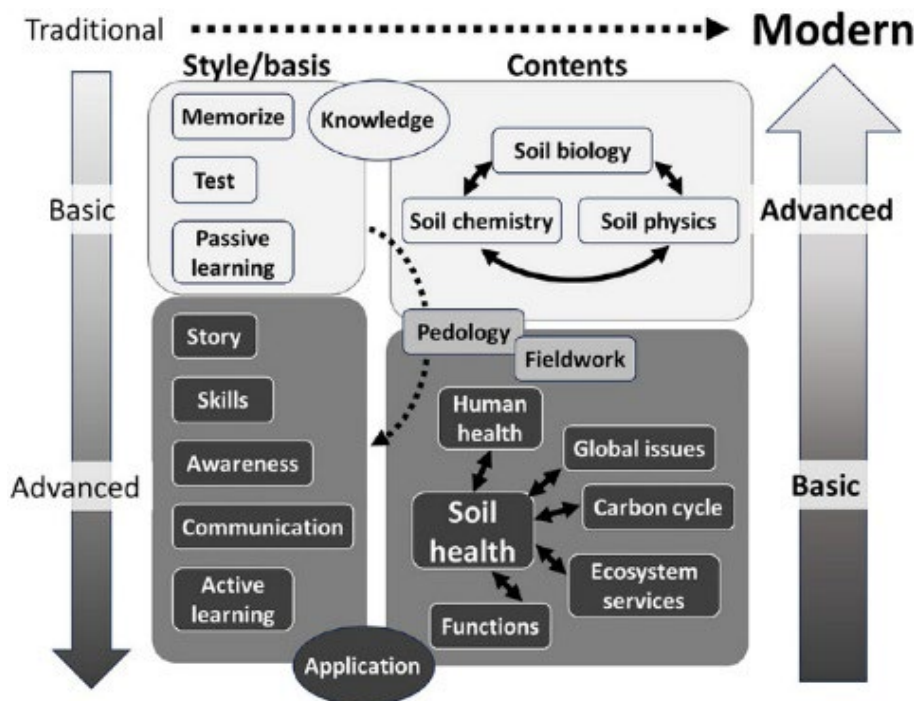 Traditional
Modern
Style/basis
Contents
Memorize
Knowledge
Test
Passive
learning
Soil biology
Soil chemistry
Soil physics
Basic
Advanced
Story
Skills
Awareness
Communication
Active
learning
Pedology
Fieldwork
Human
health
Global issues
Soil
health
Carbon cycle
Ecosystem
services
Functions
Application
Advanced
Basic